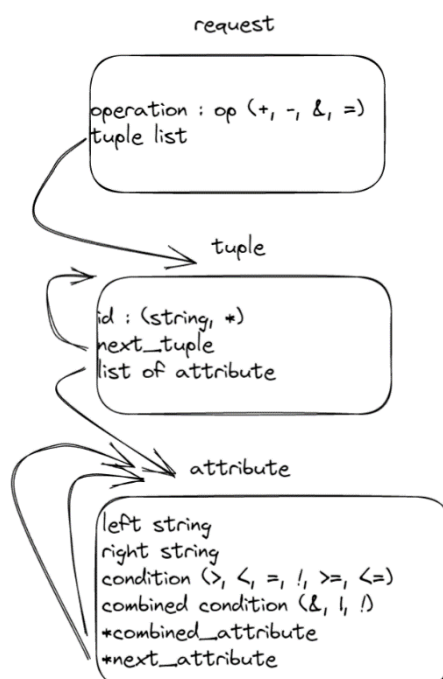 request
operation : op (+, -, &, =)
tuple list
tuple
id : (string, *)
next_tuple
list of attribute
attribute
left string
right string
condition (>, <, =, !, >=, <=)
combined condition (&, |, !)
*combined_attribute
*next_attribute